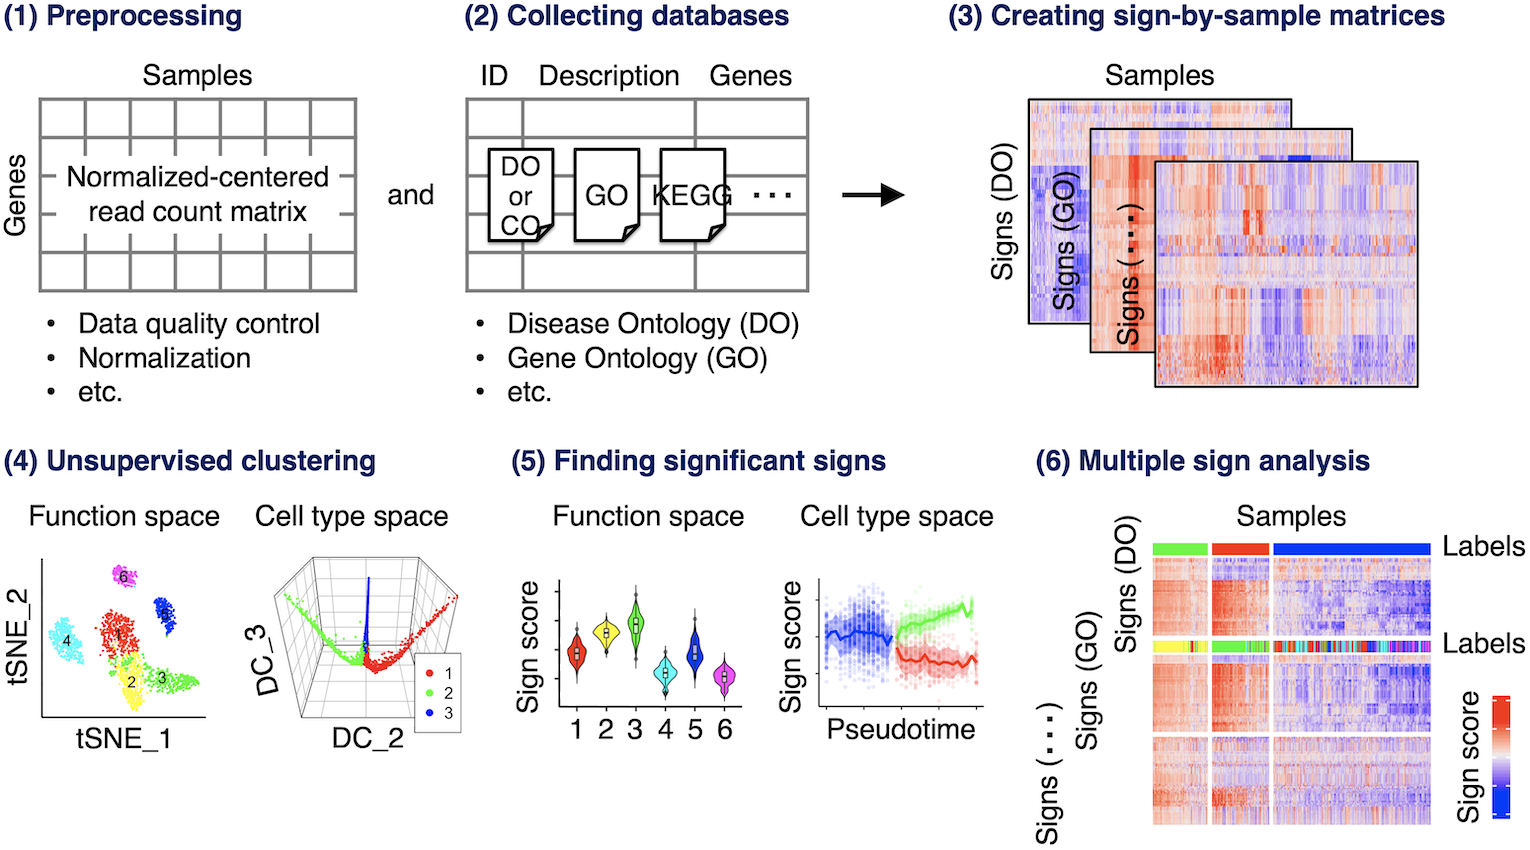 (1) Preprocessing
Samples
Genes
Normalized-centered
read count matrix
• Data quality control
• Normalization
• etc.
and
(2) Collecting databases
ID Description Genes
DO
or
CO
GO
KEGG
...
• Disease Ontology (DO)
• Gene Ontology (GO)
• etc.
(3) Creating sign-by-sample matrices
Samples
Signs (DO)
Signs (GO)
Signs (...)
(4) Unsupervised clustering
Function space
tSNE_2
6
5
4
1
2
3
tSNE_1
Cell type space
DC_3
DC_2
1
2
3
(5) Finding significant signs
Function space
Sign score
1 2 3 4 5 6
Cell type space
Sign score
Pseudotime
(6) Multiple sign analysis
Samples
Labels
Signs (DO)
Labels
Signs (GO)
Signs (...)
Sign score